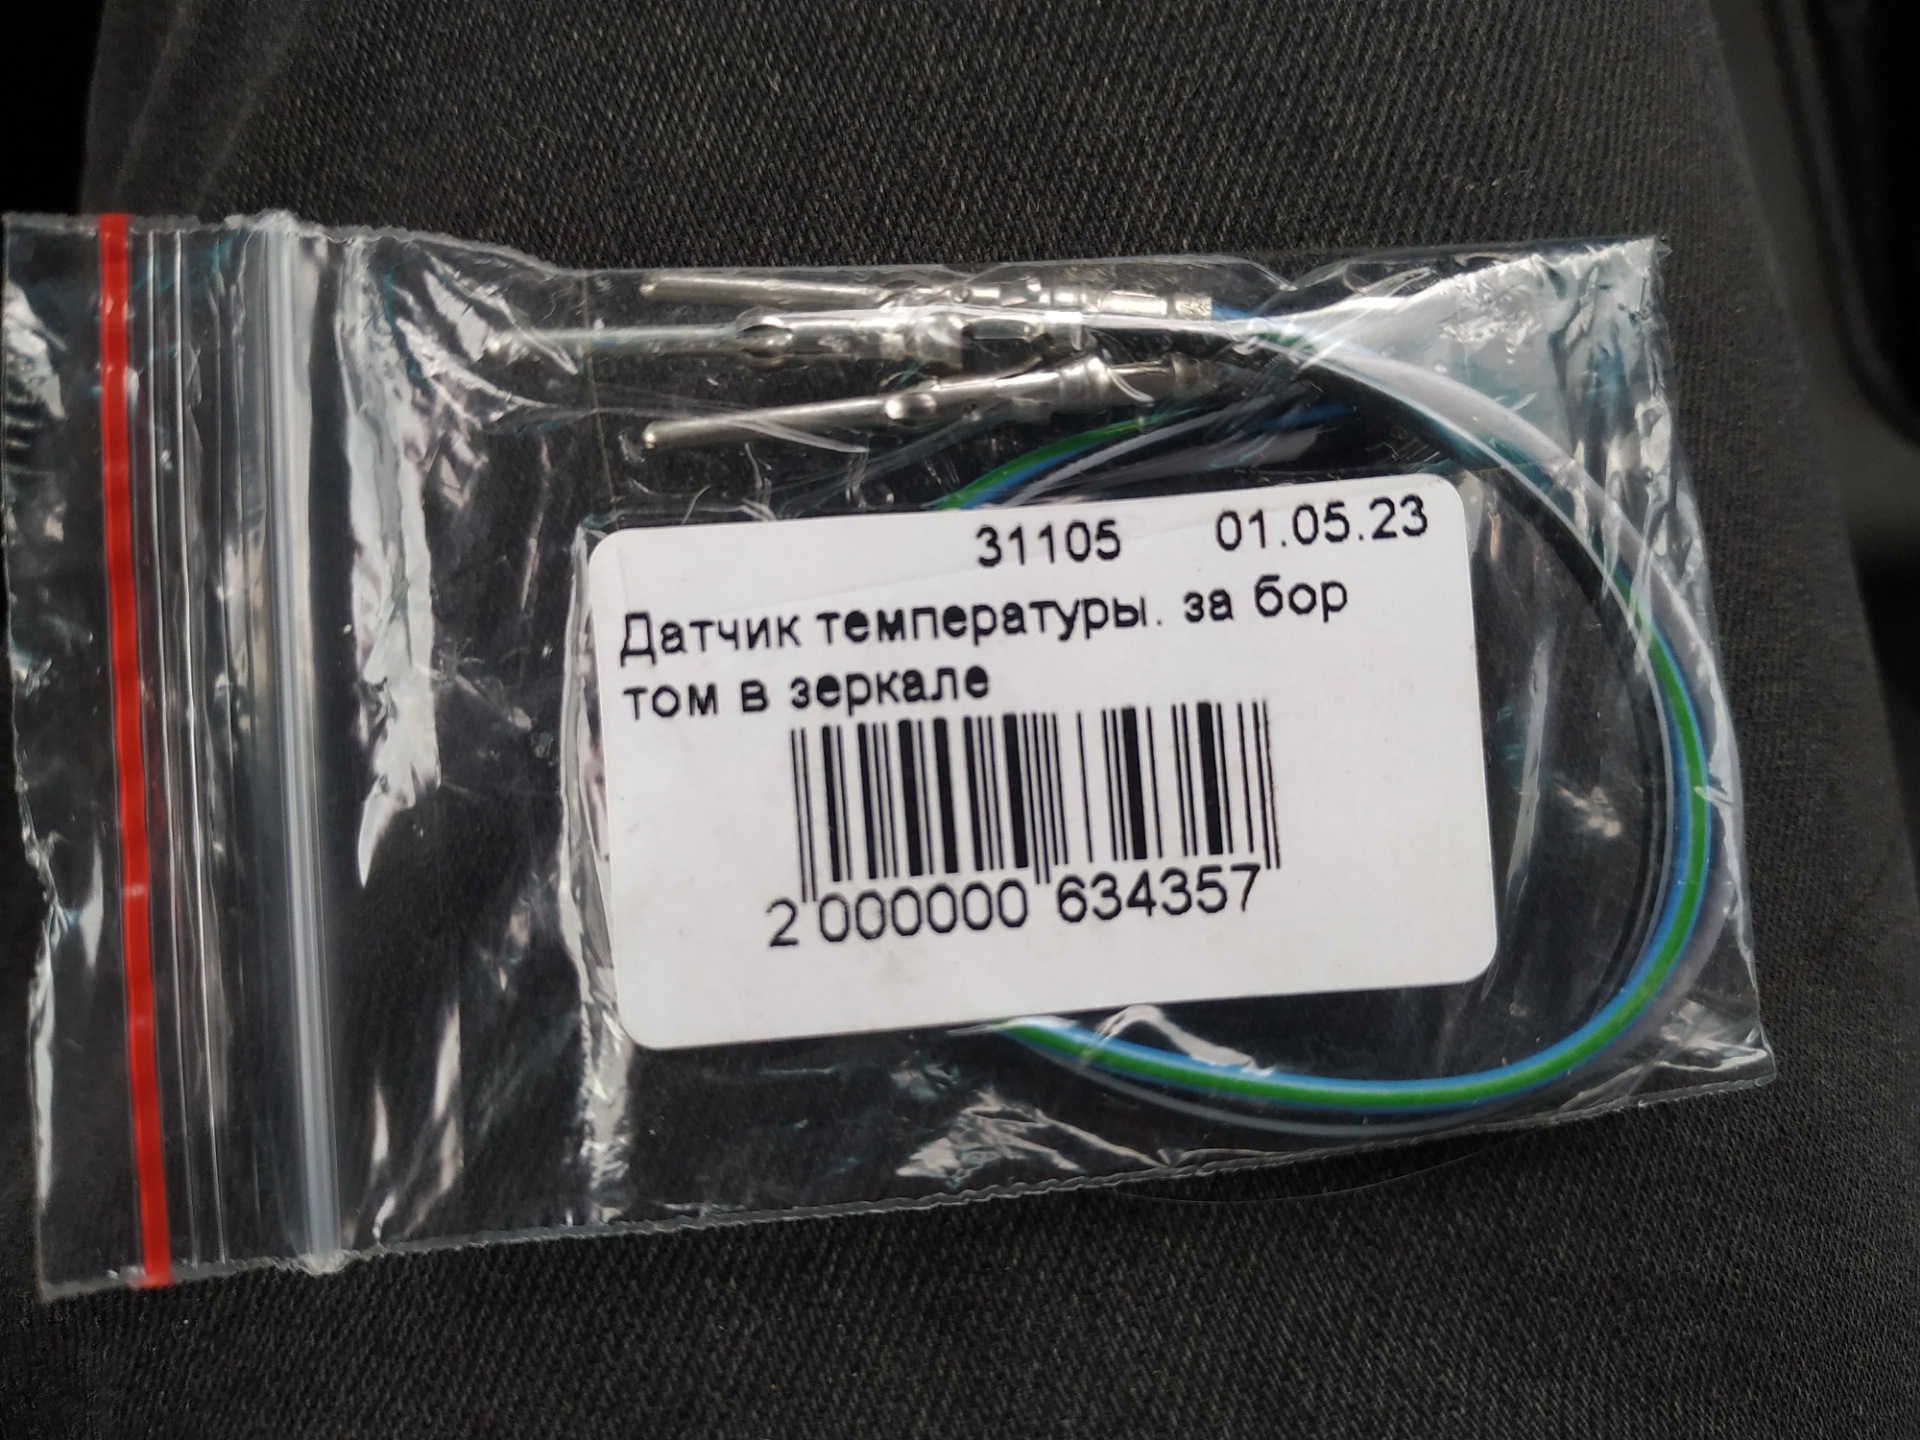 31105 01.05.23
Датчик температуры. за бор
том в зеркале
2 000000 634357